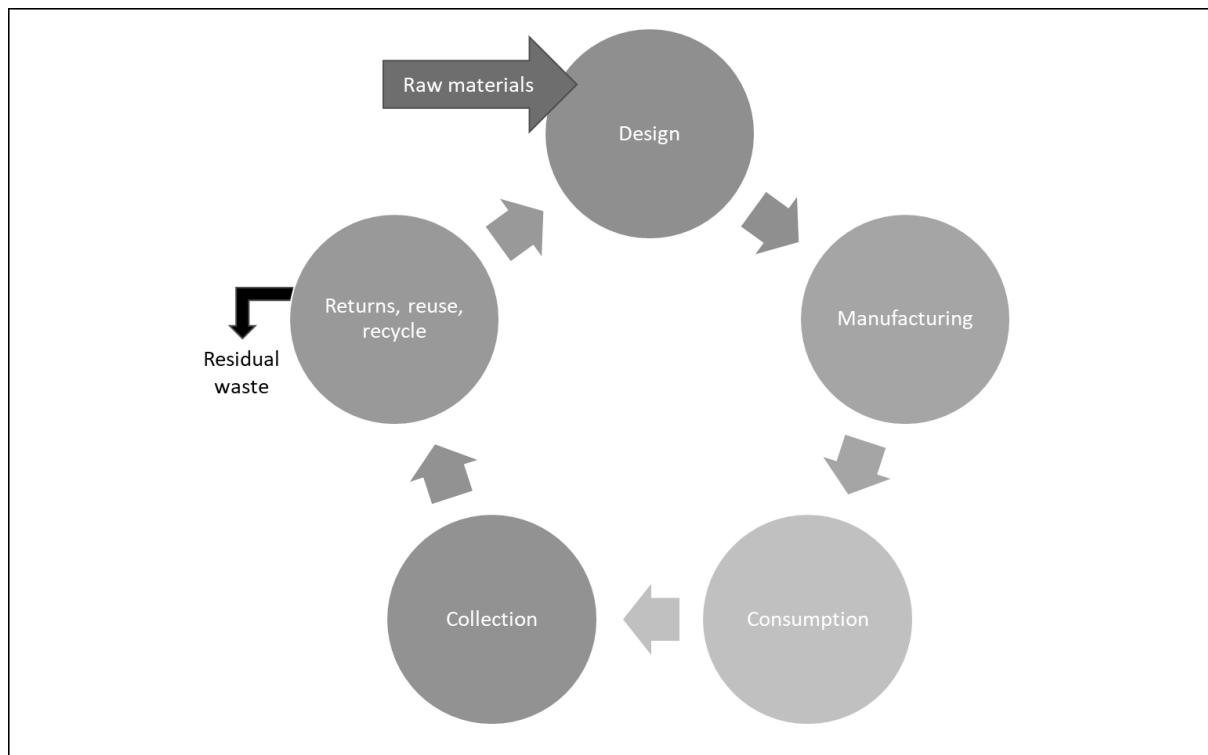 Raw materials
Design
Manufacturing
Consumption
Collection
Returns, reuse,
recycle
Residual
waste